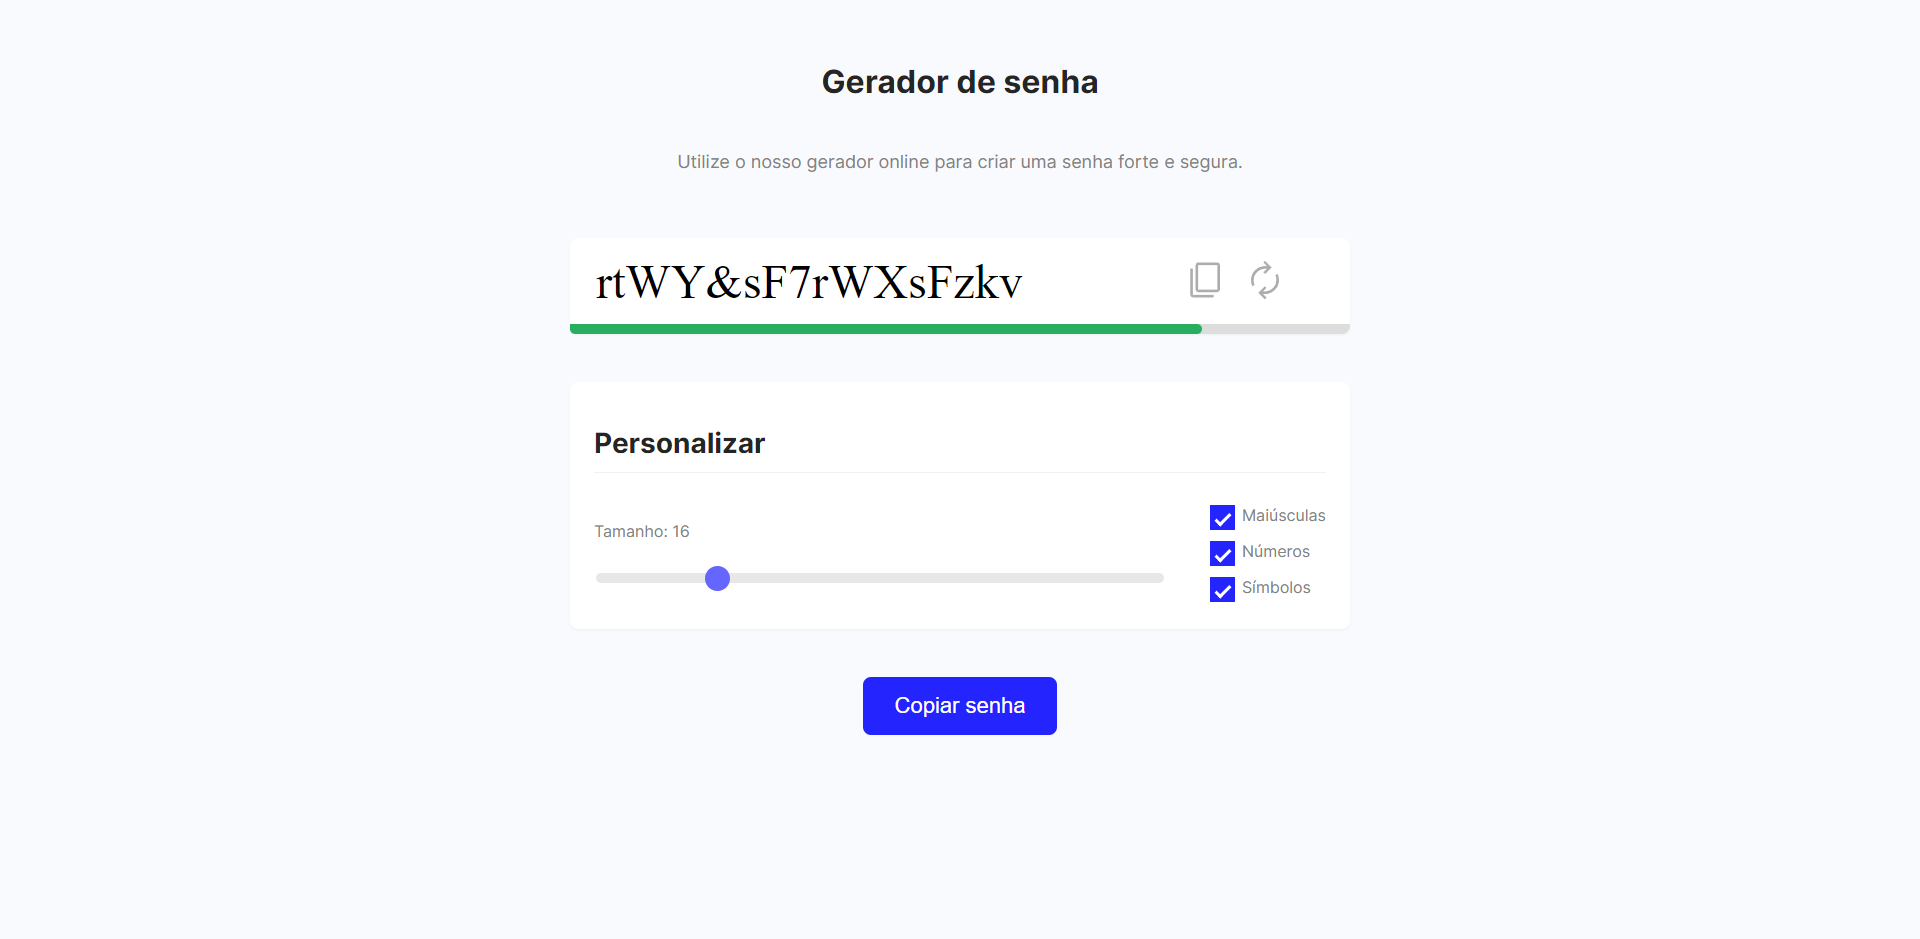 Gerador de senha
Utilize o nosso gerador online para criar uma senha forte e segura.
rtWY&sF7rWXsFzkv
Personalizar
Tamanho: 16
Maiúsculas
Números
Símbolos
Copiar senha